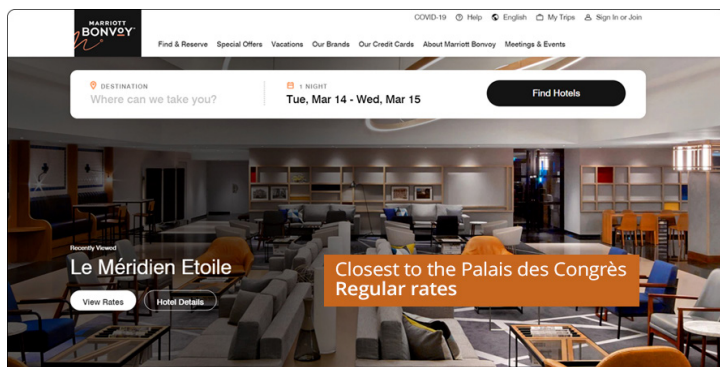 MARRIOTT
BONVOY
COVID-19 Help English My Trips Sign In or Join
Find & Reserve Special Offers Vacations Our Brands Our Credit Cards About Marriott Bonvoy Meetings & Events
DESTINATION
Where can we take you?
1 NIGHT
Tue, Mar 14 - Wed, Mar 15
Find Hotels
Recently Viewed
Le Méridien Etoile
View Rates Hotel Details
Closest to the Palais des Congrès
Regular rates